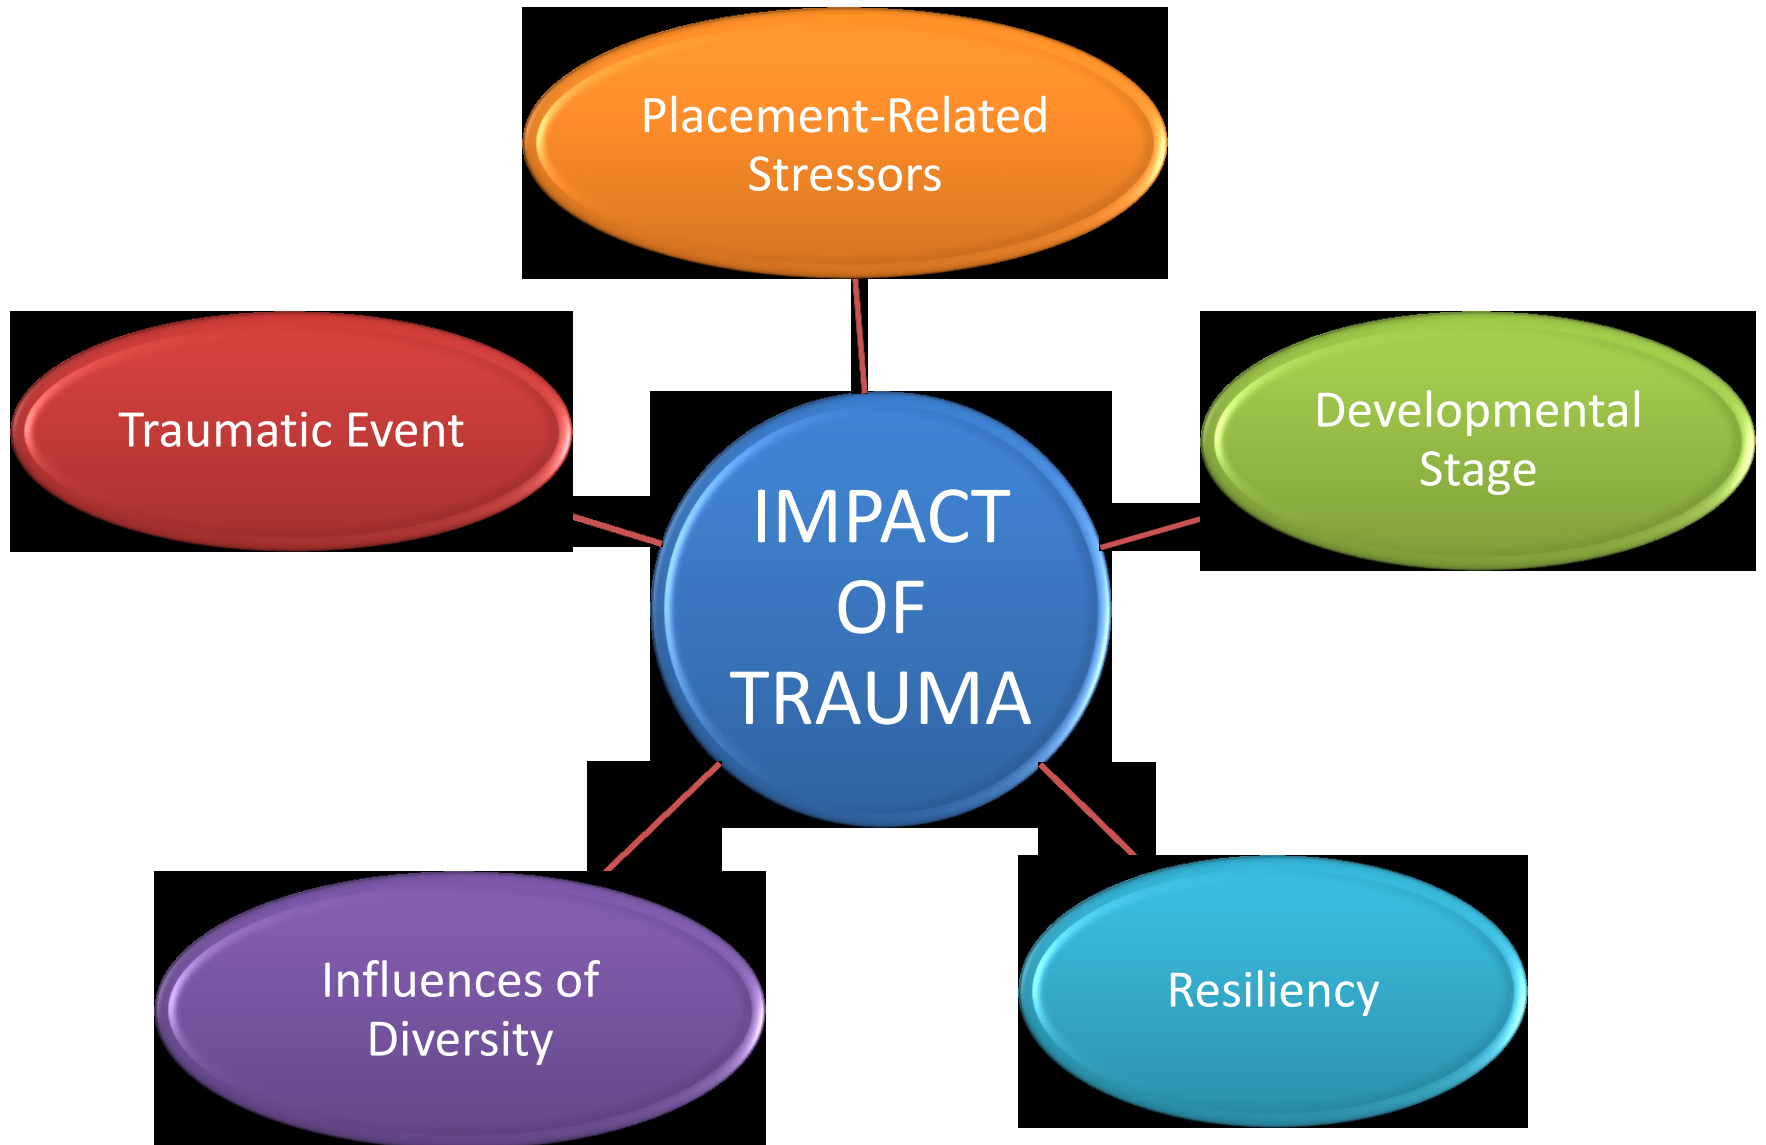 Placement-Related
Stressors
Traumatic Event
Developmental
Stage
IMPACT
OF
TRAUMA
Influences of
Diversity
Resiliency